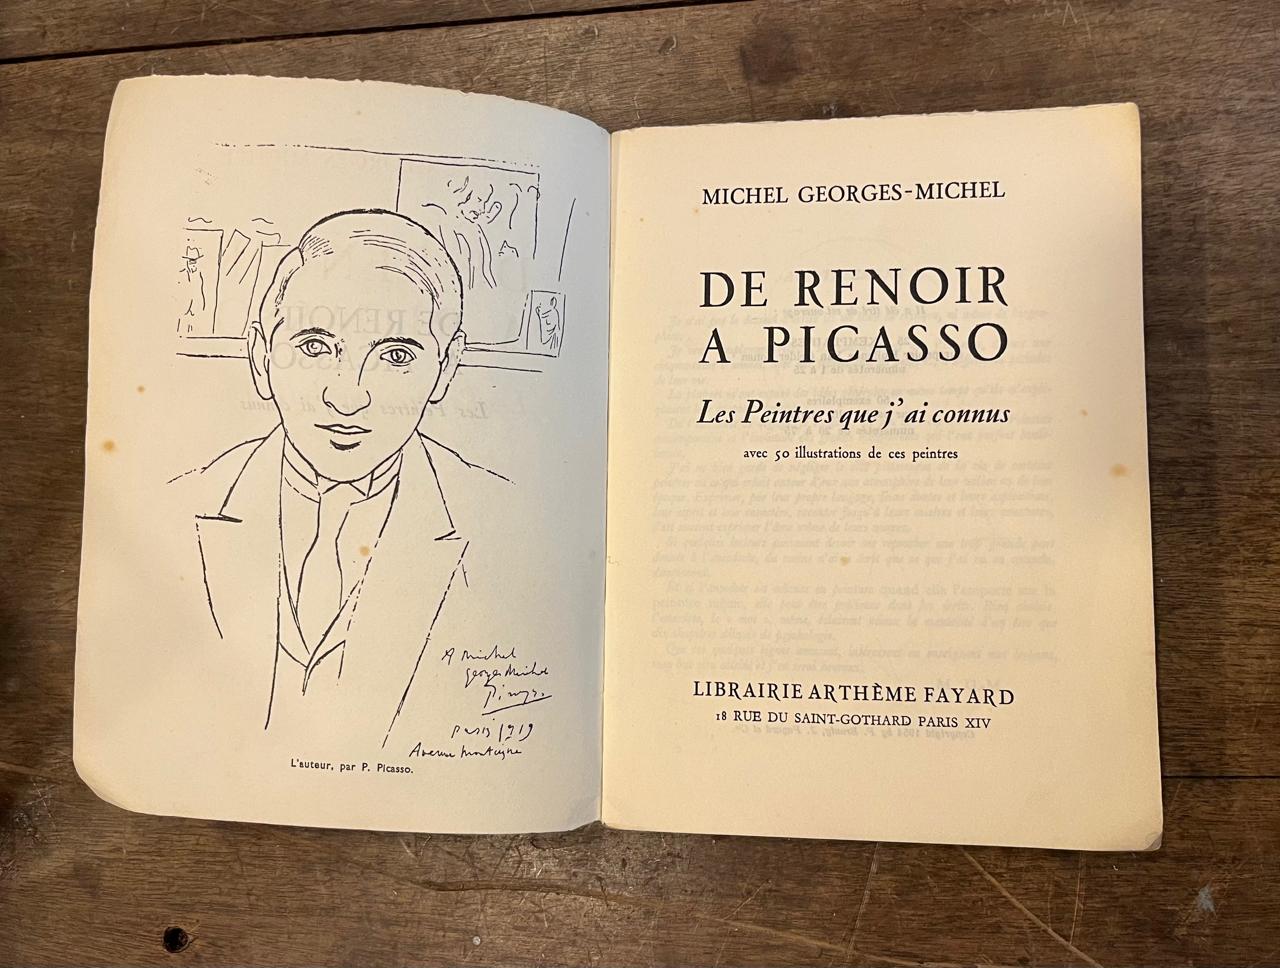 A Michel
Georges Michel
Picasso
Paris 1919
Avenue Montaigne
L'auteur, par P. Picasso.
MICHEL GEORGES-MICHEL
DE RENOIR
A PICASSO
Les Peintres que j'ai connus
avec 50 illustrations de ces peintres
LIBRAIRIE ARTHÈME FAYARD
18 RUE DU SAINT-GOTHARD PARIS XIV